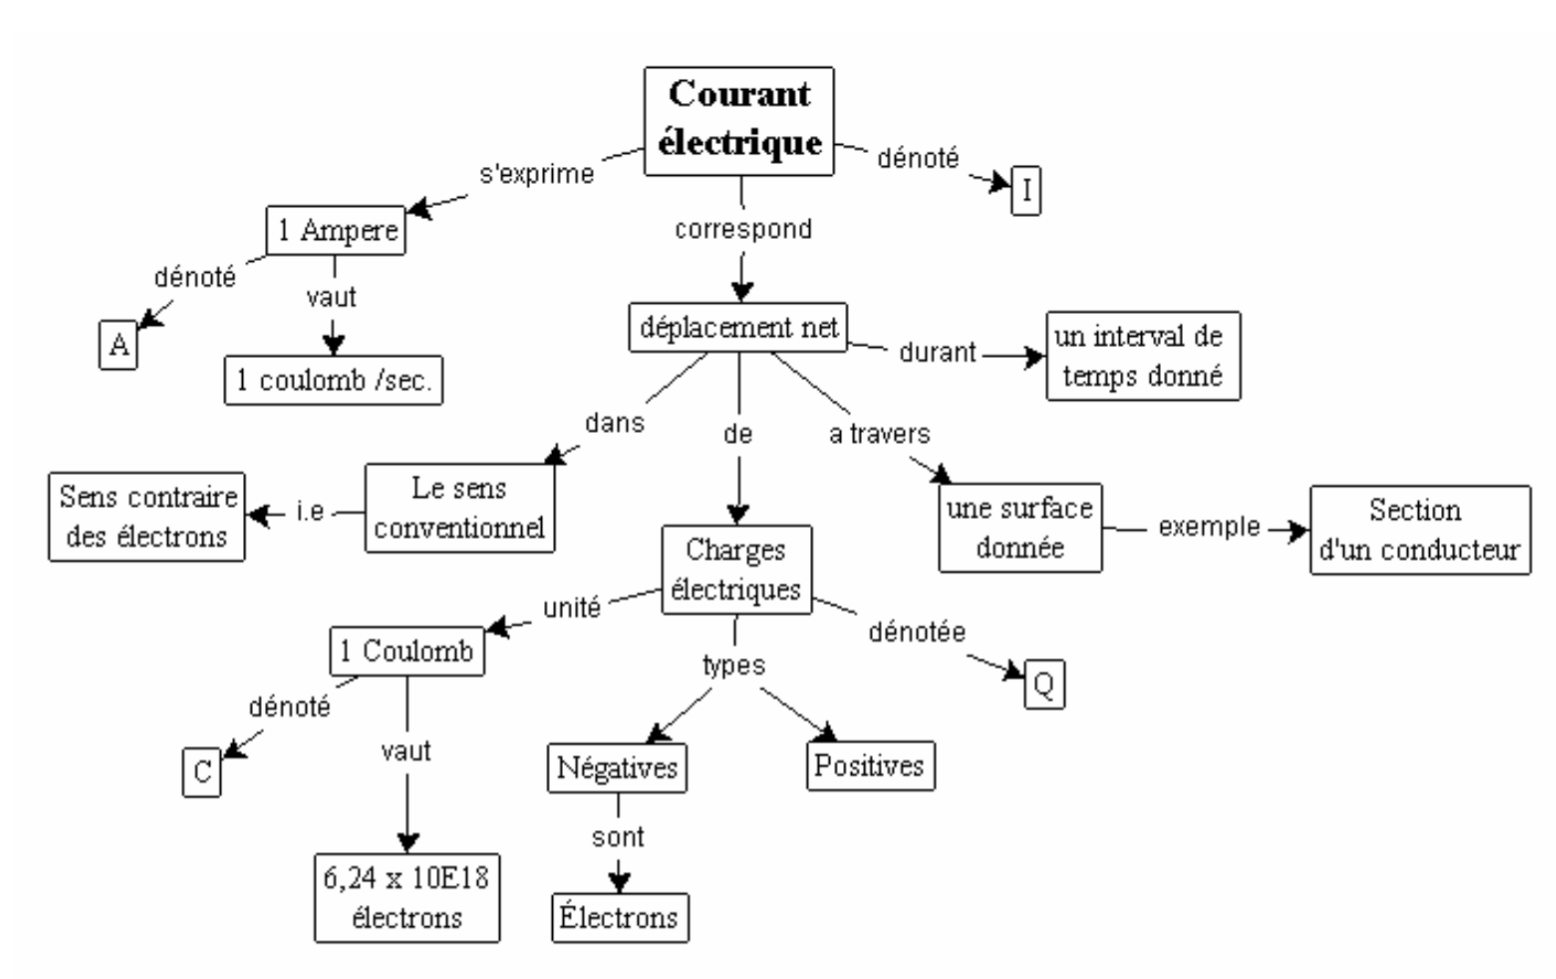 Courant
électrique
s'exprime
dénoté
I
1 Ampere
correspond
dénoté
vaut
A
1 coulomb /sec.
déplacement net
durant
un interval de
temps donné
dans
de
a travers
Sens contraire
des électrons
i.e
Le sens
conventionnel
une surface
donnée
exemple
Section
d'un conducteur
Charges
électriques
unité
dénotée
1 Coulomb
types
Q
dénoté
vaut
C
Négatives
Positives
sont
6,24 x 10E18
électrons
Électrons